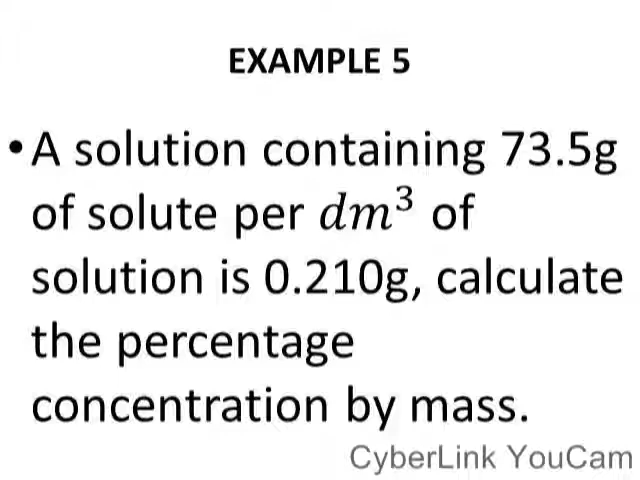 EXAMPLE 5
•A solution containing 73.5g
of solute per dm³ of
solution is 0.210g, calculate
the percentage
concentration by mass.
CyberLink YouCam